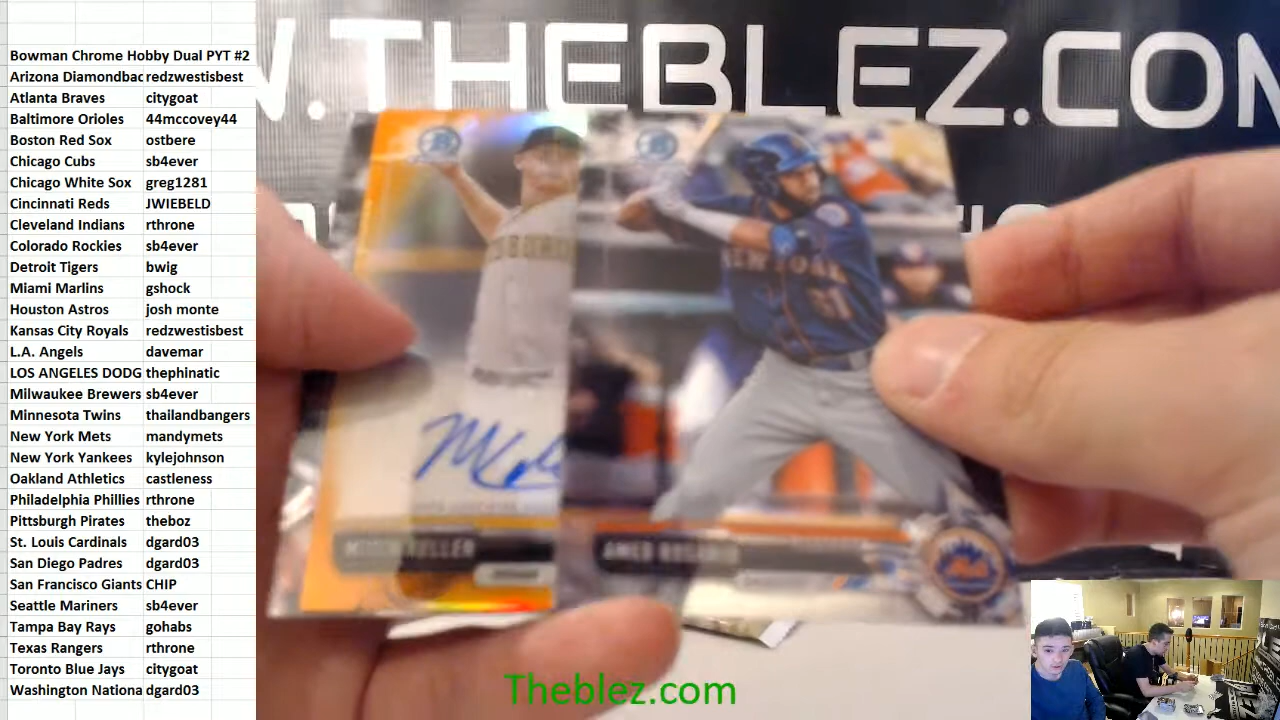 Bowman Chrome Hobby Dual PYT #2
Arizona Diamondbac redzwestisbest
Atlanta Braves citygoat
Baltimore Orioles 44mccovey44
Boston Red Sox ostbere
Chicago Cubs sb4ever
Chicago White Sox greg1281
Cincinnati Reds JWIEBELD
Cleveland Indians rthrone
Colorado Rockies sb4ever
Detroit Tigers bwig
Miami Marlins gshock
Houston Astros josh monte
Kansas City Royals redzwestisbest
L.A. Angels davemar
LOS ANGELES DODG thephinatic
Milwaukee Brewers sb4ever
Minnesota Twins thailandbangers
New York Mets mandymets
New York Yankees kylejohnson
Oakland Athletics castleness
Philadelphia Phillies rthrone
Pittsburgh Pirates theboz
St. Louis Cardinals dgard03
San Diego Padres dgard03
San Francisco Giants CHIP
Seattle Mariners sb4ever
Tampa Bay Rays gohabs
Texas Rangers rthrone
Toronto Blue Jays citygoat
Washington Nationa dgard03
W.THEBLEZ.COM
NEW YORK
AMED ROSARIO
Theblez.com